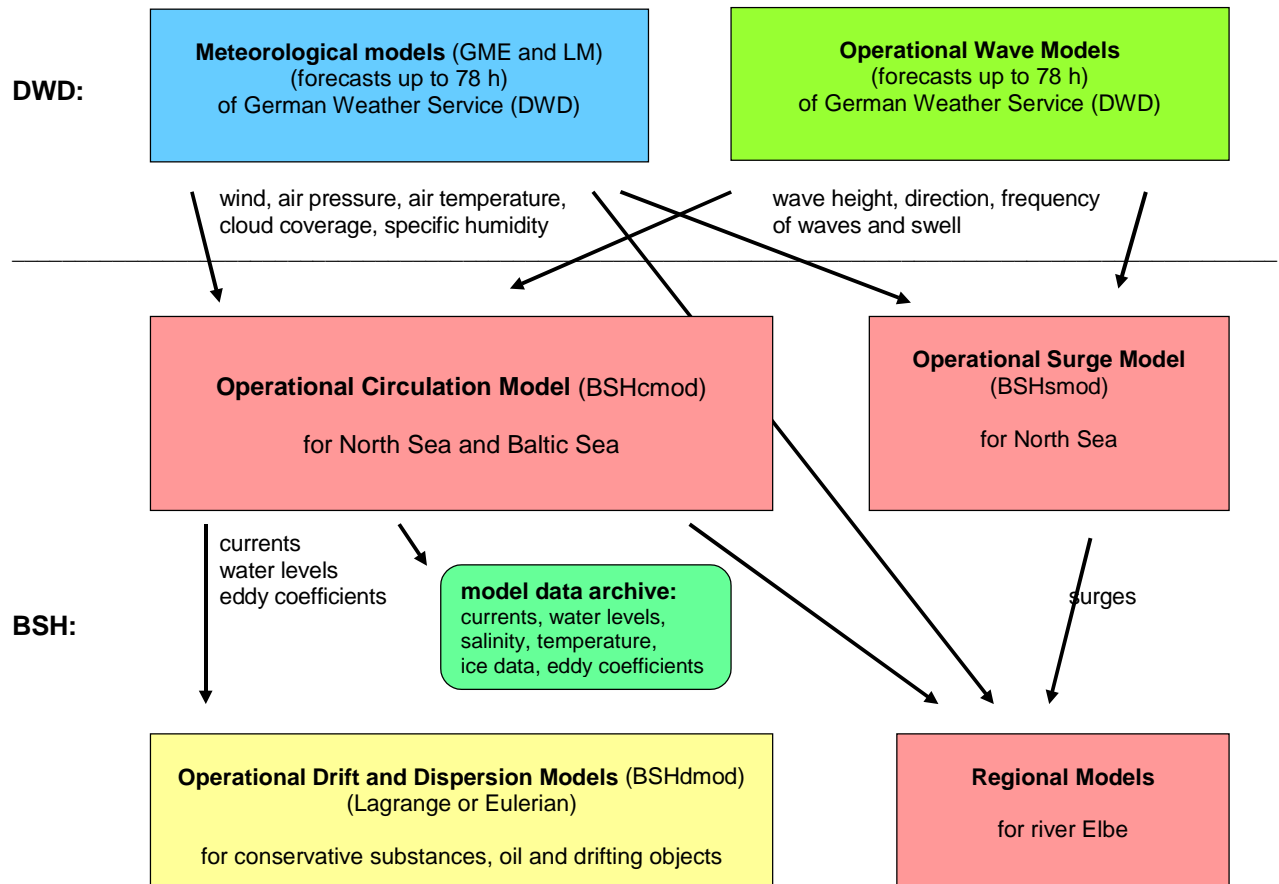 DWD:
Meteorological models (GME and LM)
(forecasts up to 78 h)
of German Weather Service (DWD)
Operational Wave Models
(forecasts up to 78 h)
of German Weather Service (DWD)
wind, air pressure, air temperature,
cloud coverage, specific humidity
wave height, direction, frequency
of waves and swell
Operational Circulation Model (BSHcmod)
for North Sea and Baltic Sea
Operational Surge Model
(BSHsmod)
for North Sea
BSH:
currents
water levels
eddy coefficients
model data archive:
currents, water levels,
salinity, temperature,
ice data, eddy coefficients
surges
Operational Drift and Dispersion Models (BSHdmod)
(Lagrange or Eulerian)
for conservative substances, oil and drifting objects
Regional Models
for river Elbe